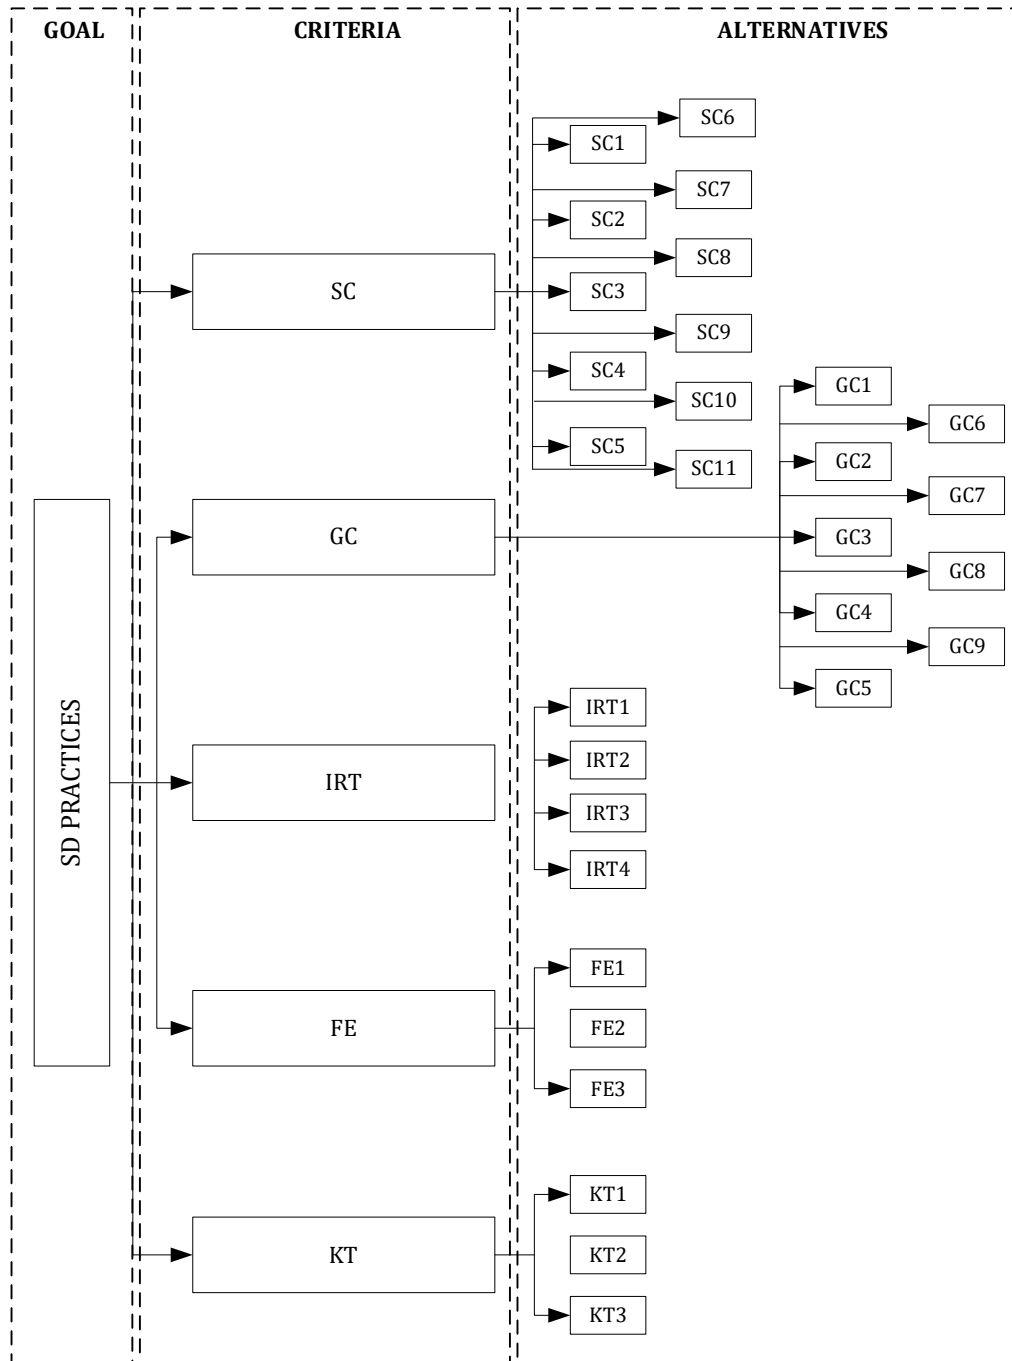 GOAL
CRITERIA
ALTERNATIVES
SC6
SC1
SC7
SC2
SC8
SC
SC3
SC9
SC4
GC1
SC10
GC6
SC5
GC2
SC11
GC7
GC
GC3
GC8
GC4
GC9
GC5
IRT1
IRT2
SD PRACTICES
IRT
IRT3
IRT4
FE1
FE
FE2
FE3
KT1
KT
KT2
KT3